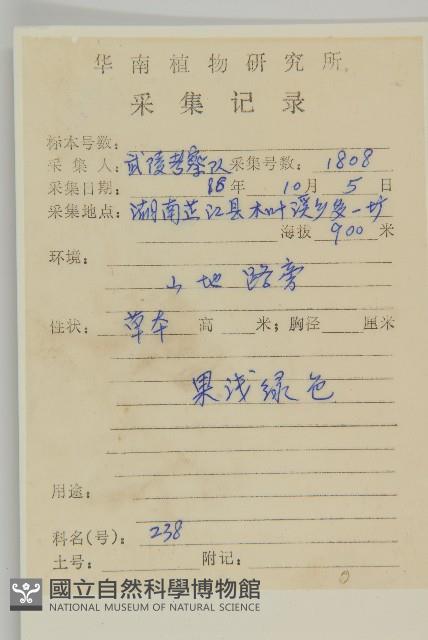 华南植物研究所
采集记录
标本号数:
采集人: 武陵考察队 采集号数: 1808
采集日期: 88年 10月 5日
采集地点: 湖南芷江县木叶溪乡
海拔 900 米
环境:
山地路旁
性状: 草本 高 米; 胸径 厘米
果浅绿色
用途:
科名(号): 238
土号: 附记:
國立自然科學博物館
NATIONAL MUSEUM OF NATURAL SCIENCE